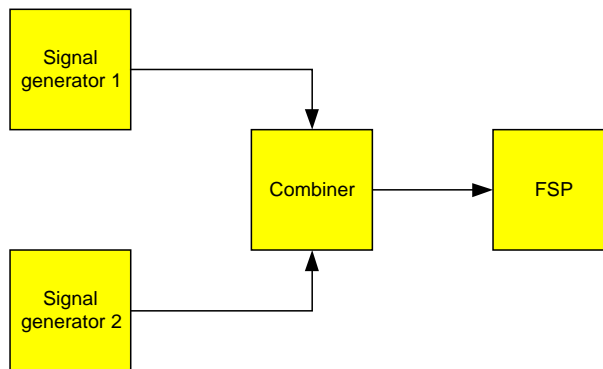 Signal
generator 1
Combiner
FSP
Signal
generator 2